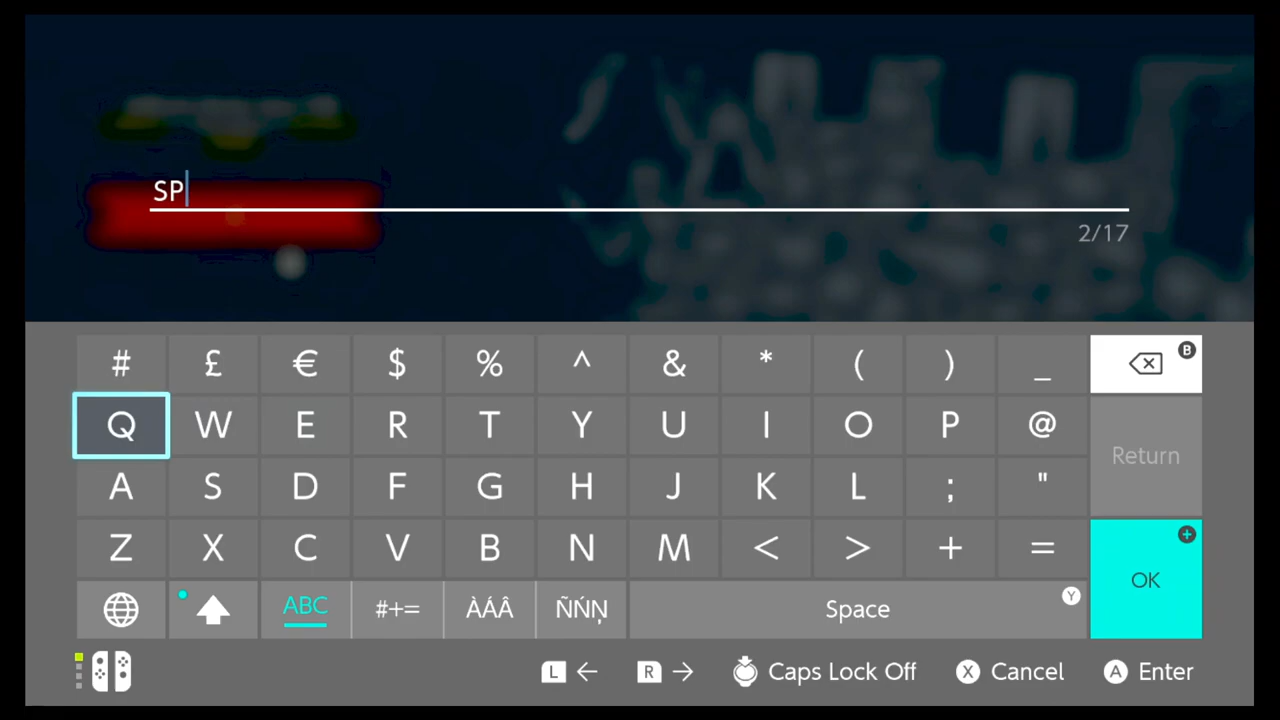 SP
2/17
# £ € $ % ^ & * ( ) _ B
Q W E R T Y U I O P @
Return
A S D F G H J K L ; "
Z X C V B N M < > + =
+
OK
ABC #+= ÀÁÂ ÑŃŅ Space Y
L ← R → Caps Lock Off X Cancel A Enter